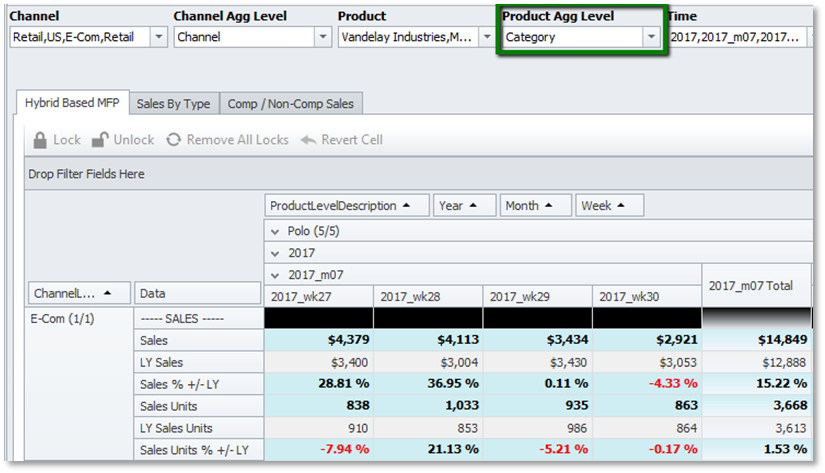 Channel Channel Agg Level Product Product Agg Level Time
Retail,US,E-Com,Retail Channel Vandelay Industries,M... Category 2017,2017_m07,2017...
Hybrid Based MFP Sales By Type Comp / Non-Comp Sales
Lock Unlock Remove All Locks Revert Cell
Drop Filter Fields Here
ProductLevelDescription Year Month Week
Polo (5/5)
2017
2017_m07 2017_m07 Total
ChannelL... Data 2017_wk27 2017_wk28 2017_wk29 2017_wk30
E-Com (1/1) ----- SALES -----
Sales $4,379 $4,113 $3,434 $2,921 $14,849
LY Sales $3,400 $3,004 $3,430 $3,053 $12,888
Sales % +/- LY 28.81 % 36.95 % 0.11 % -4.33 % 15.22 %
Sales Units 838 1,033 935 863 3,668
LY Sales Units 910 853 986 864 3,613
Sales Units % +/- LY -7.94 % 21.13 % -5.21 % -0.17 % 1.53 %